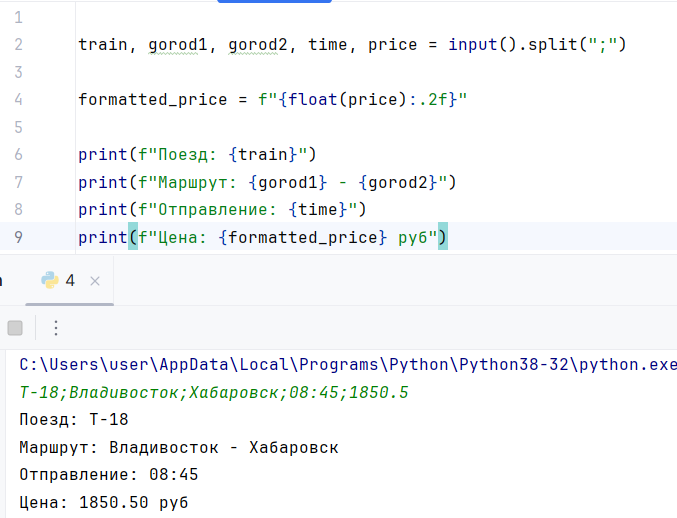 1
2 train, gorod1, gorod2, time, price = input().split(";")
3
4 formatted_price = f"{float(price):.2f}"
5
6 print(f"Поезд: {train}")
7 print(f"Маршрут: {gorod1} - {gorod2}")
8 print(f"Отправление: {time}")
9 print(f"Цена: {formatted_price} руб")
4
C:\Users\user\AppData\Local\Programs\Python\Python38-32\python.exe
Т-18;Владивосток;Хабаровск;08:45;1850.5
Поезд: Т-18
Маршрут: Владивосток - Хабаровск
Отправление: 08:45
Цена: 1850.50 руб